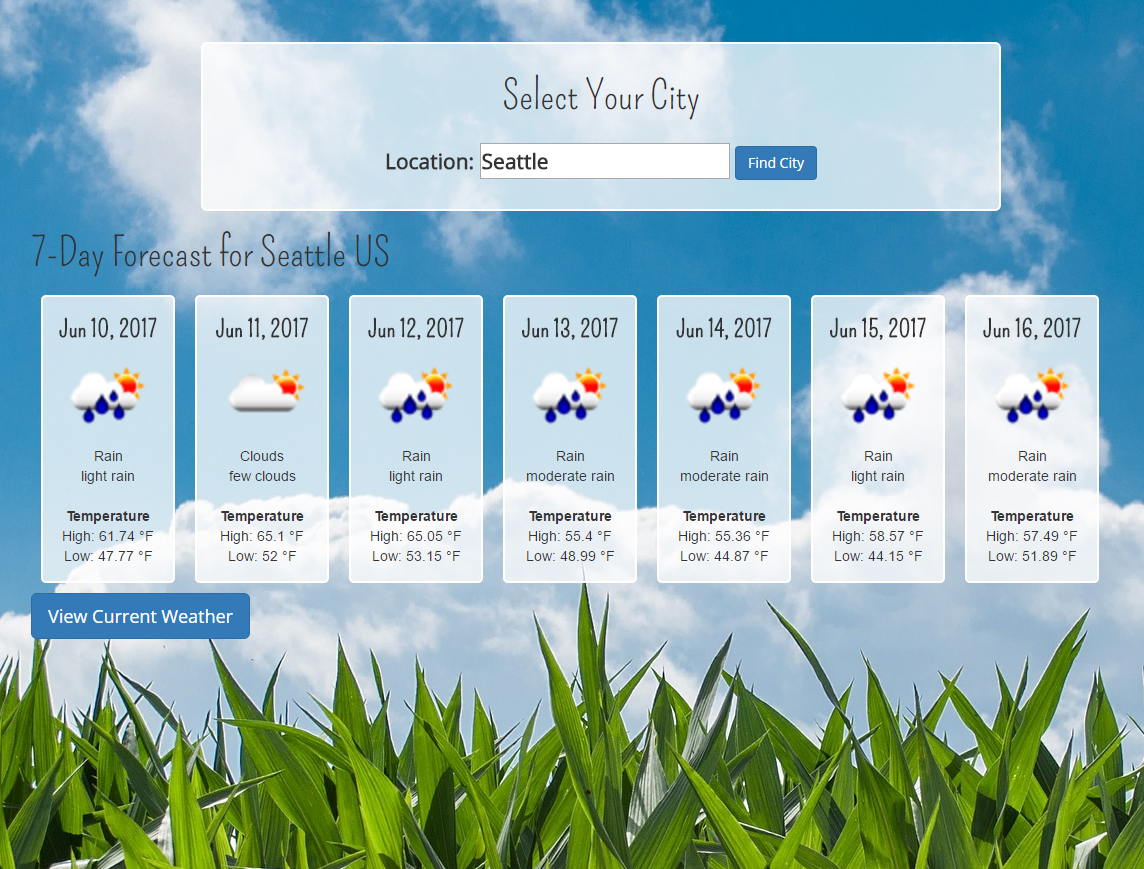 Select Your City
Location: Seattle Find City
7-Day Forecast for Seattle US
Jun 10, 2017
Rain
light rain
Temperature
High: 61.74 °F
Low: 47.77 °F
Jun 11, 2017
Clouds
few clouds
Temperature
High: 65.1 °F
Low: 52 °F
Jun 12, 2017
Rain
light rain
Temperature
High: 65.05 °F
Low: 53.15 °F
Jun 13, 2017
Rain
moderate rain
Temperature
High: 55.4 °F
Low: 48.99 °F
Jun 14, 2017
Rain
moderate rain
Temperature
High: 55.36 °F
Low: 44.87 °F
Jun 15, 2017
Rain
light rain
Temperature
High: 58.57 °F
Low: 44.15 °F
Jun 16, 2017
Rain
moderate rain
Temperature
High: 57.49 °F
Low: 51.89 °F
View Current Weather